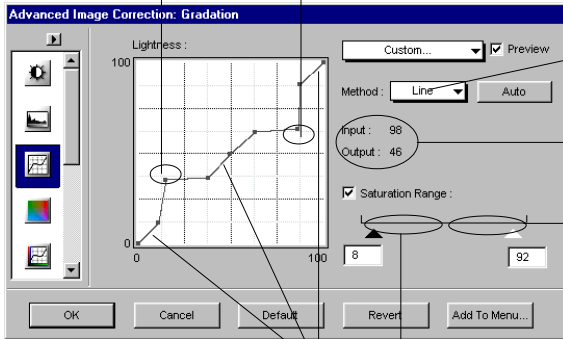 Advanced Image Correction: Gradation
Lightness :
100
0
0
100
Custom...
Preview
Method :
Line
Auto
Input : 98
Output : 46
Saturation Range :
8
92
OK
Cancel
Default
Revert
Add To Menu...